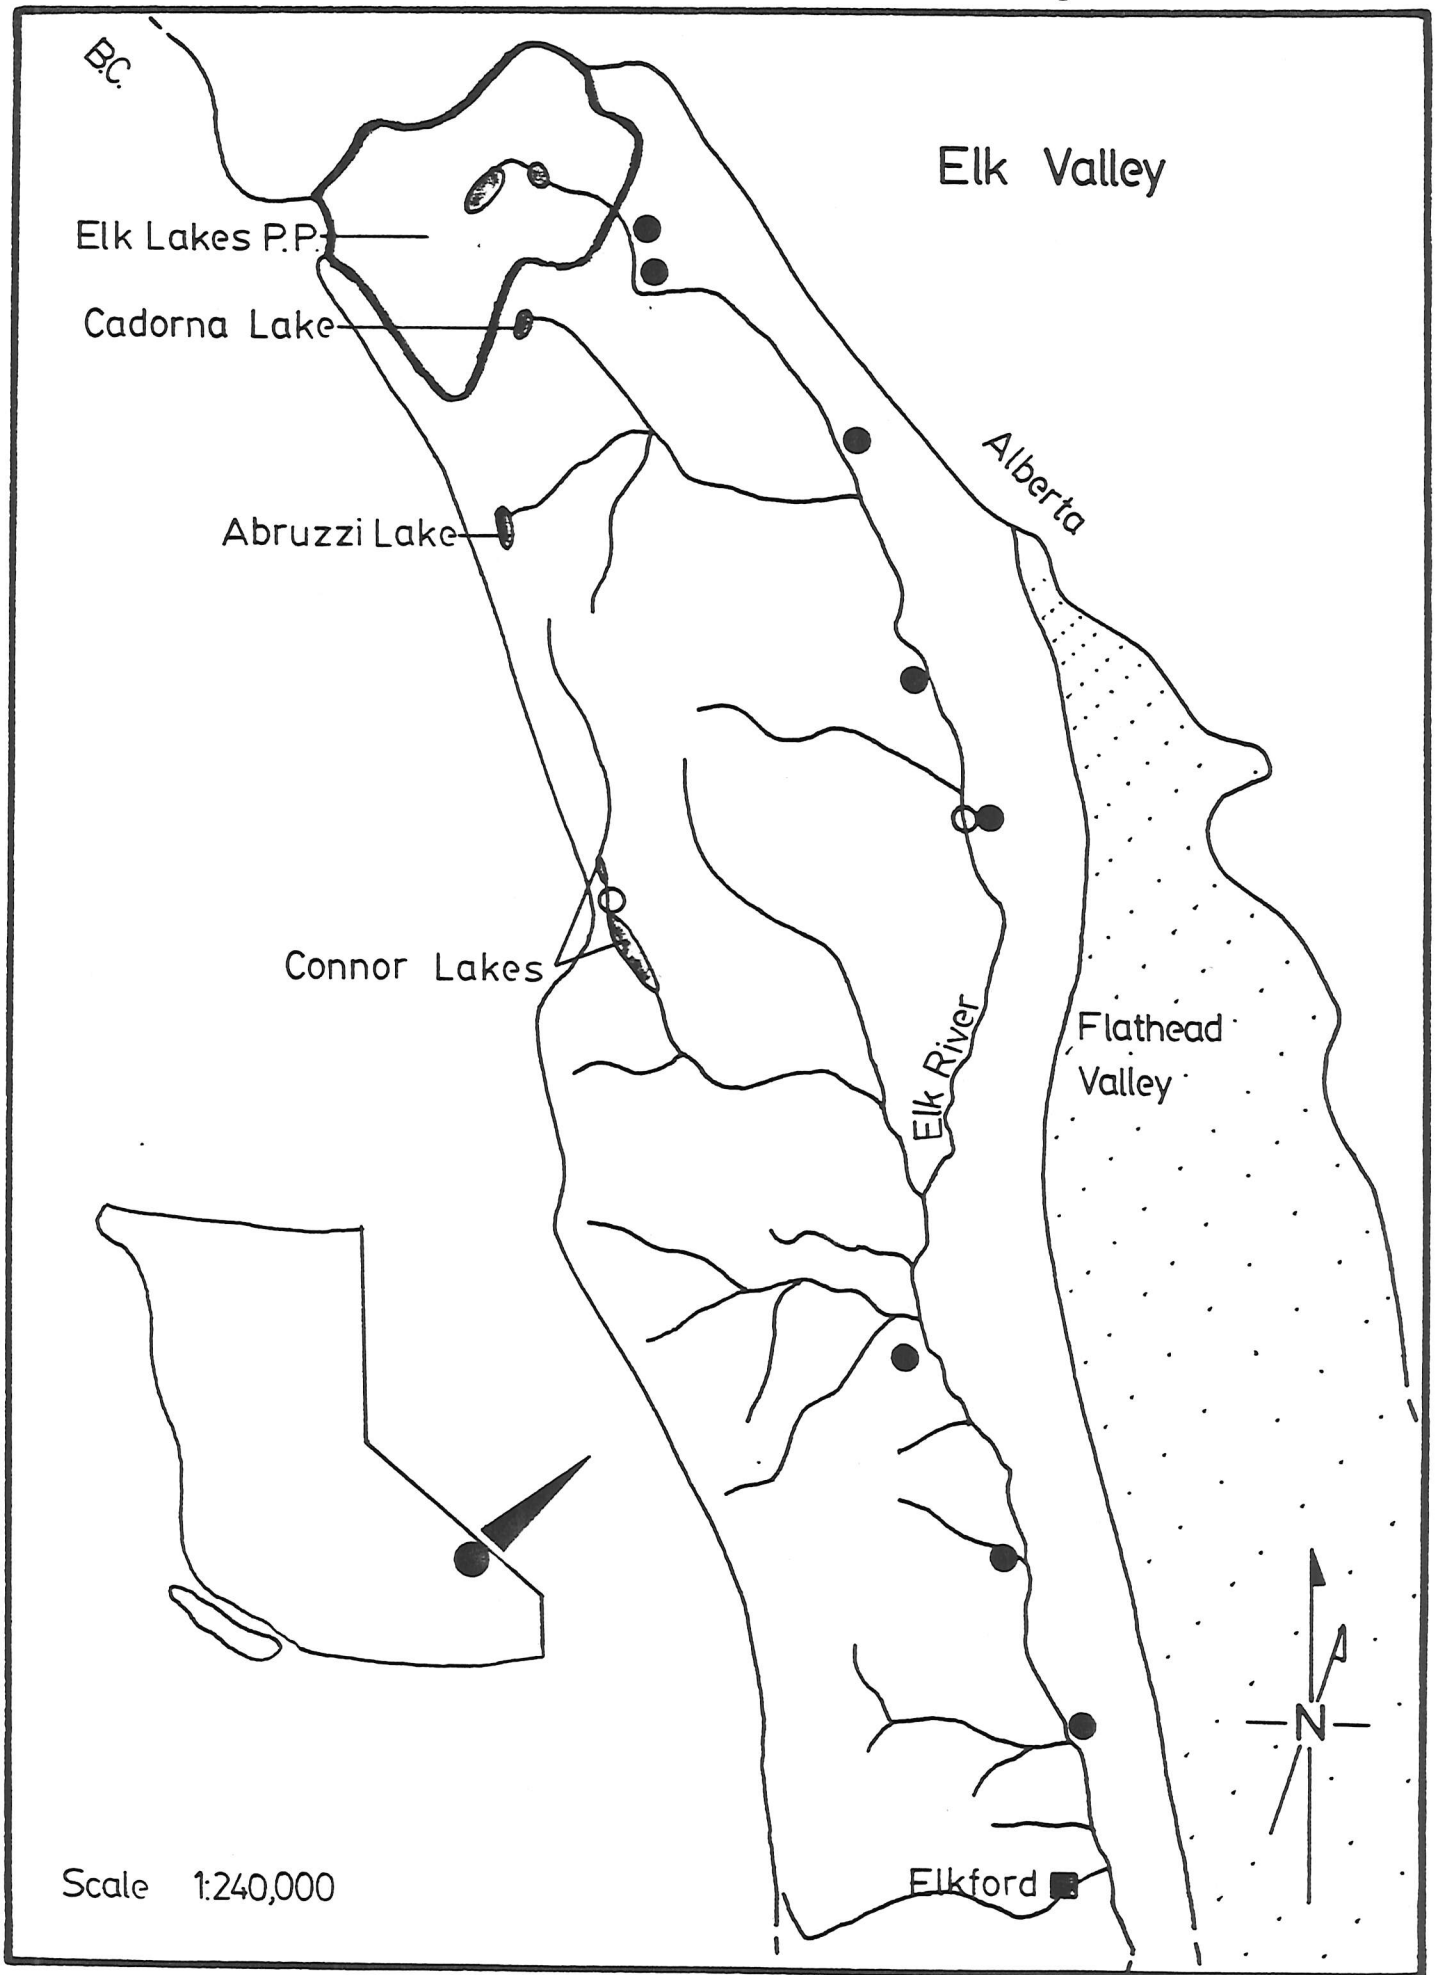 B.C.
Elk Valley
Elk Lakes P.P.
Cadorna Lake
Alberta
Abruzzi Lake
Connor Lakes
Elk River
Flathead
Valley
N
Elkford
Scale 1:240,000